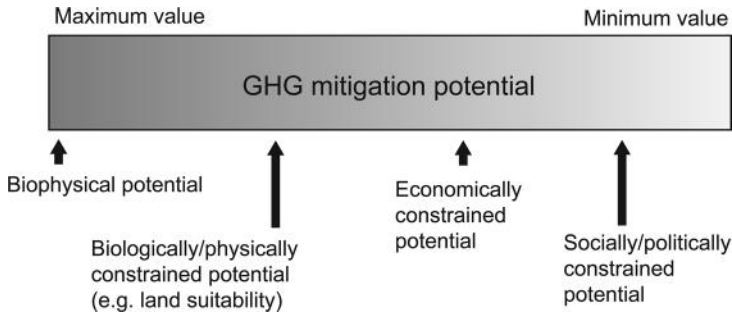 Maximum value
Minimum value
GHG mitigation potential
Biophysical potential
Biologically/physically
constrained potential
(e.g. land suitability)
Economically
constrained
potential
Socially/politically
constrained
potential